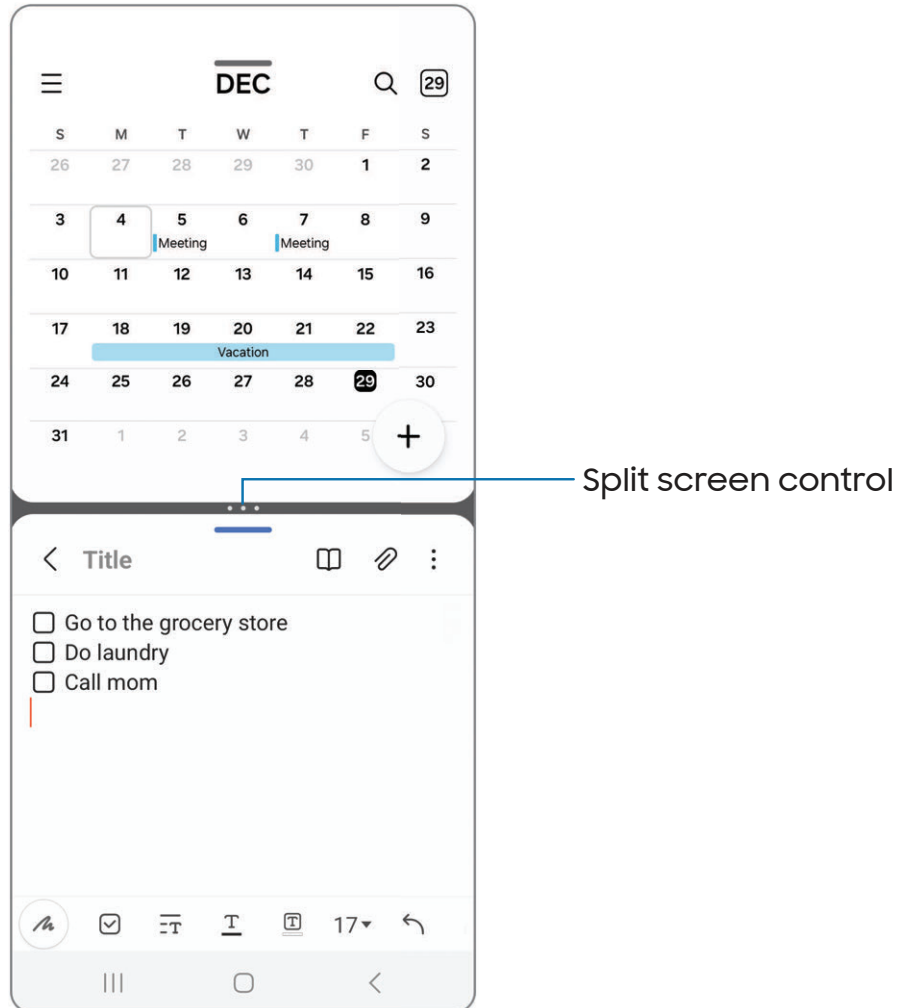 DEC 29
S M T W T F S
26 27 28 29 30 1 2
3 4 5 6 7 8 9
Meeting Meeting
10 11 12 13 14 15 16
17 18 19 20 21 22 23
Vacation
24 25 26 27 28 29 30
31 1 2 3 4 5
Split screen control
Title
Go to the grocery store
Do laundry
Call mom
T T T 17